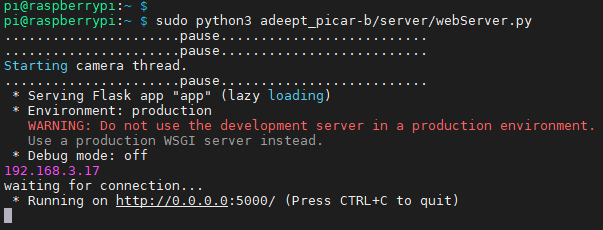 pi@raspberrypi:~ $
pi@raspberrypi:~ $ sudo python3 adeept_picar-b/server/webServer.py
.......................pause...........................
.......................pause...........................
Starting camera thread.
.......................pause...........................
 * Serving Flask app "app" (lazy loading)
 * Environment: production
   WARNING: Do not use the development server in a production environment.
   Use a production WSGI server instead.
 * Debug mode: off
192.168.3.17
waiting for connection...
 * Running on http://0.0.0.0:5000/ (Press CTRL+C to quit)